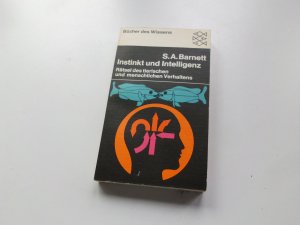 Bücher des Wissens
S.A.Barnett
Instinkt und Intelligenz
Rätsel des tierischen
und menschlichen Verhaltens